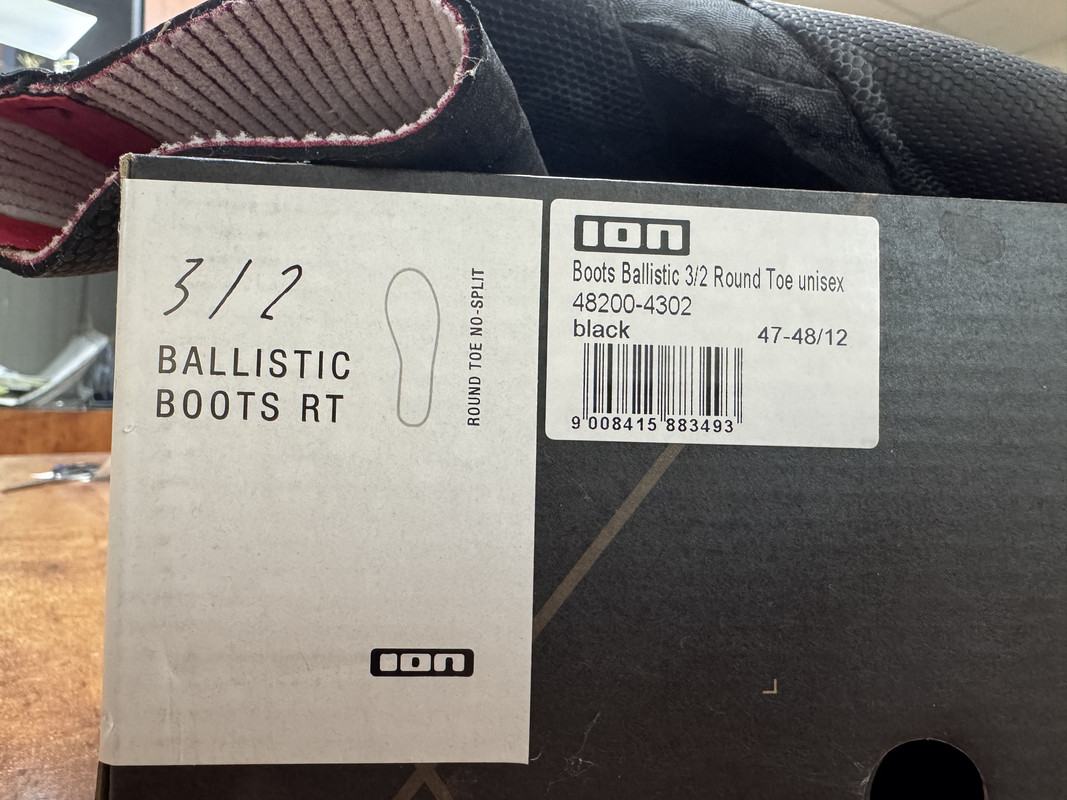 3/2
BALLISTIC
BOOTS RT
ROUND TOE NO-SPLIT
ion
ion
Boots Ballistic 3/2 Round Toe unisex
48200-4302
black
47-48/12
9 008415 883493